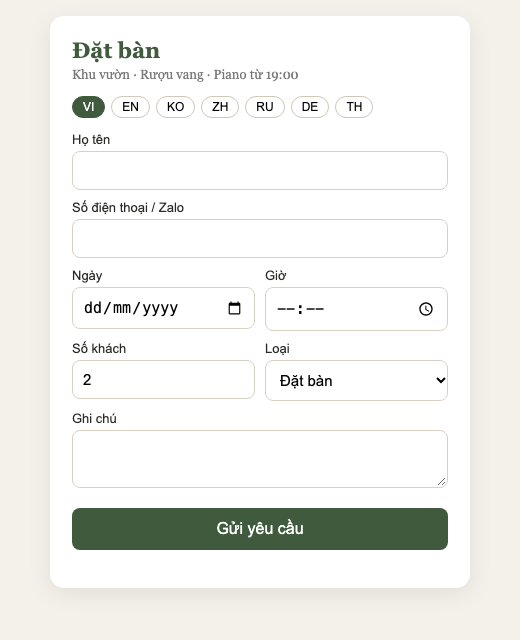 Đặt bàn
Khu vườn · Rượu vang · Piano từ 19:00
VI EN KO ZH RU DE TH
Họ tên
Số điện thoại / Zalo
Ngày Giờ
dd/mm/yyyy --:--
Số khách Loại
2 Đặt bàn
Ghi chú
Gửi yêu cầu